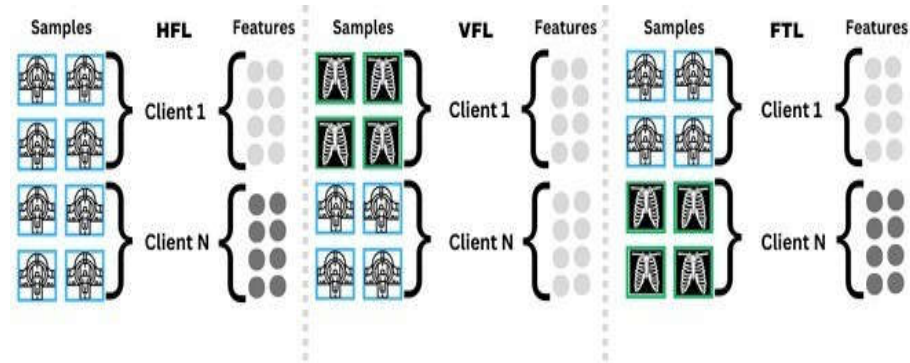 Samples HFL Features
Client 1
Client N
Samples VFL Features
Client 1
Client N
Samples FTL Features
Client 1
Client N